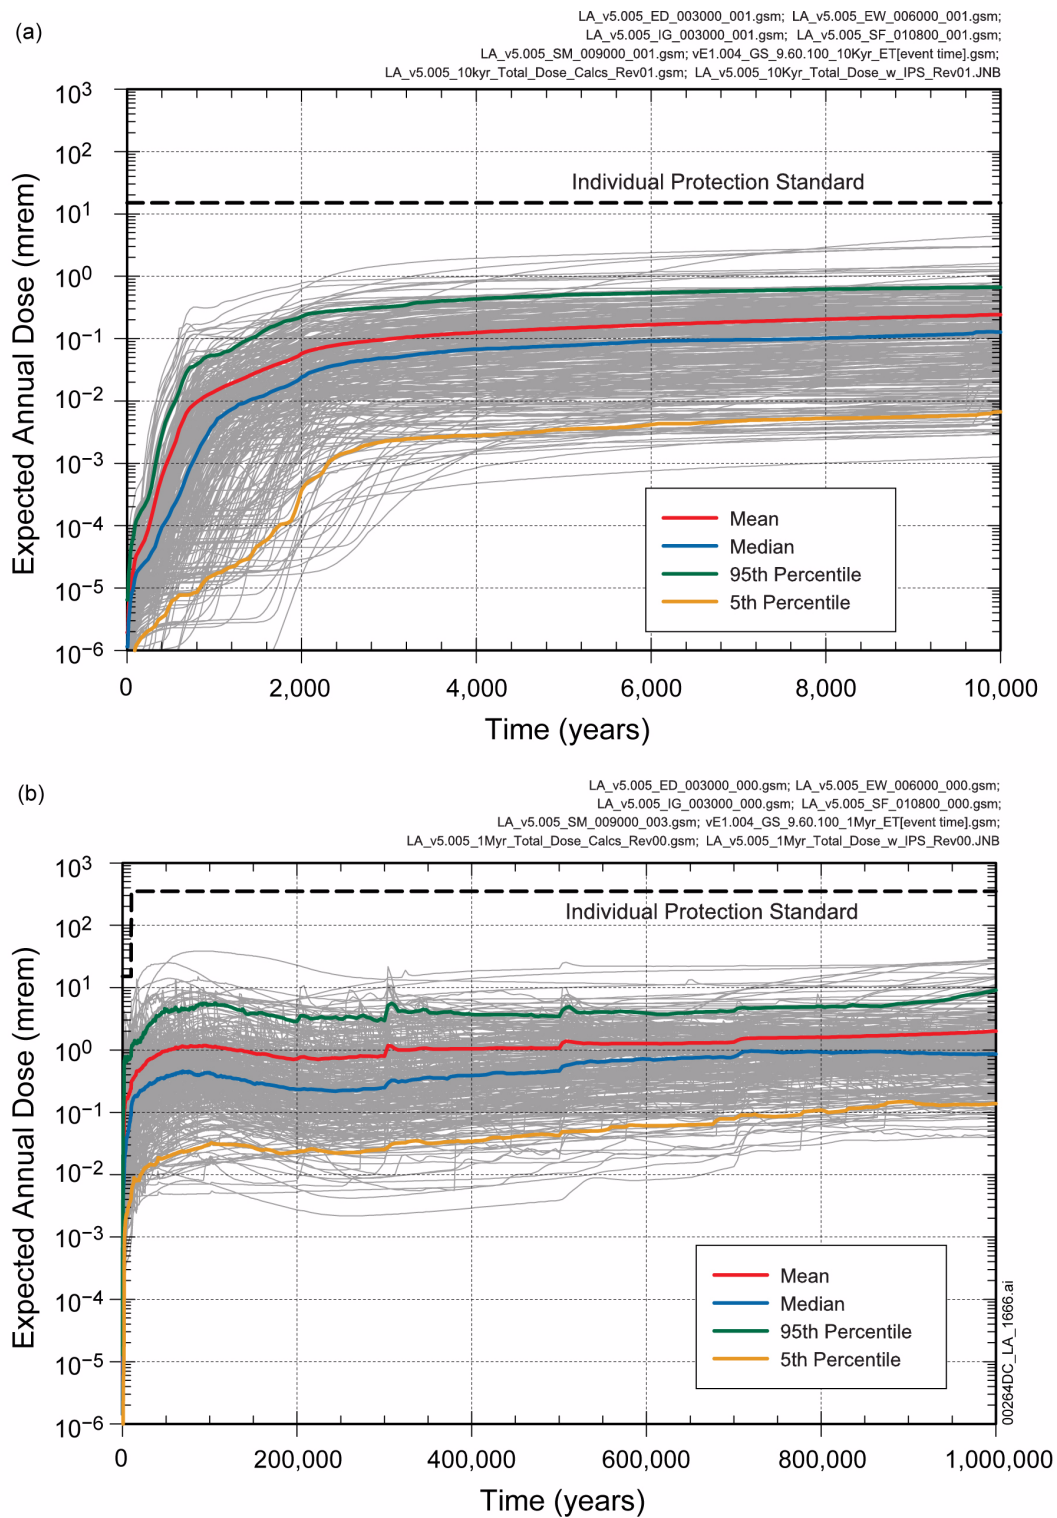 (a)
LA_v5.005_ED_003000_001.gsm; LA_v5.005_EW_006000_001.gsm;
LA_v5.005_IG_003000_001.gsm; LA_v5.005_SF_010800_001.gsm;
LA_v5.005_SM_009000_001.gsm; vE1.004_GS_9.60.100_10Kyr_ET[event time].gsm;
LA_v5.005_10kyr_Total_Dose_Calcs_Rev01.gsm; LA_v5.005_10Kyr_Total_Dose_w_IPS_Rev01.JNB
Expected Annual Dose (mrem)
10³
10²
10¹
10⁰
10⁻¹
10⁻²
10⁻³
10⁻⁴
10⁻⁵
10⁻⁶
Individual Protection Standard
Mean
Median
95th Percentile
5th Percentile
0 2,000 4,000 6,000 8,000 10,000
Time (years)
(b)
LA_v5.005_ED_003000_000.gsm; LA_v5.005_EW_006000_000.gsm;
LA_v5.005_IG_003000_000.gsm; LA_v5.005_SF_010800_000.gsm;
LA_v5.005_SM_009000_003.gsm; vE1.004_GS_9.60.100_1Myr_ET[event time].gsm;
LA_v5.005_1Myr_Total_Dose_Calcs_Rev00.gsm; LA_v5.005_1Myr_Total_Dose_w_IPS_Rev00.JNB
Expected Annual Dose (mrem)
10³
10²
10¹
10⁰
10⁻¹
10⁻²
10⁻³
10⁻⁴
10⁻⁵
10⁻⁶
Individual Protection Standard
Mean
Median
95th Percentile
5th Percentile
00264DC_LA_1666.ai
0 200,000 400,000 600,000 800,000 1,000,000
Time (years)